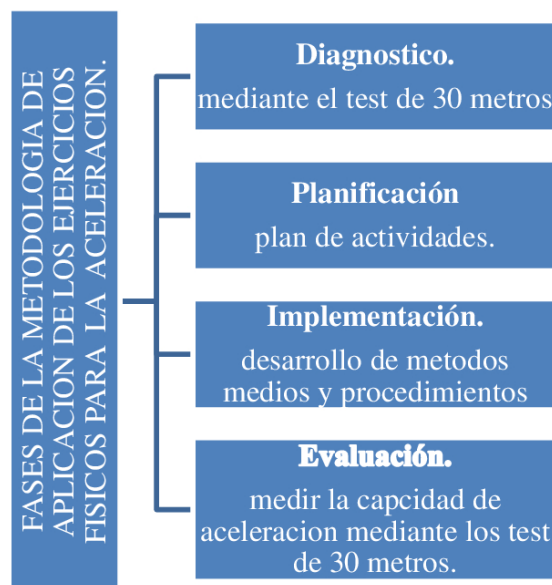 FASES DE LA METODOLOGIA DE
APLICACION DE LOS EJERCICIOS
FISICOS PARA LA ACELERACION.
Diagnostico.
mediante el test de 30 metros
Planificación
plan de actividades.
Implementación.
desarrollo de metodos
medios y procedimientos
Evaluación.
medir la capcidad de
aceleracion mediante los test
de 30 metros.